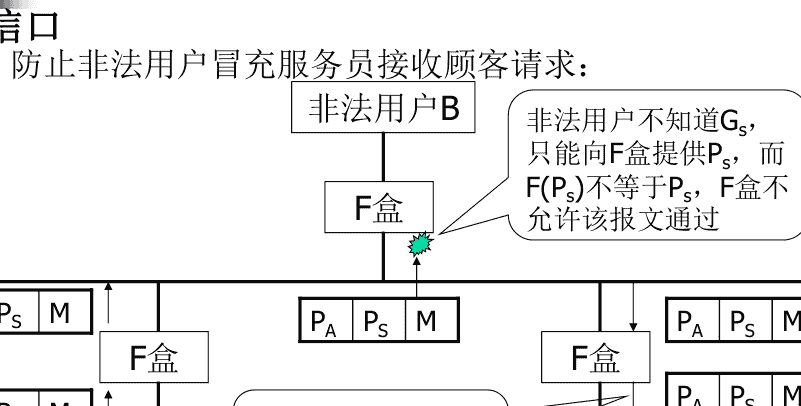 信口
防止非法用户冒充服务员接收顾客请求：
非法用户B
非法用户不知道Gs，
只能向F盒提供Ps，而
F(Ps)不等于Ps，F盒不
允许该报文通过
F盒
PS M
PA PS M
PA PS M
F盒
F盒
M
PA PS M